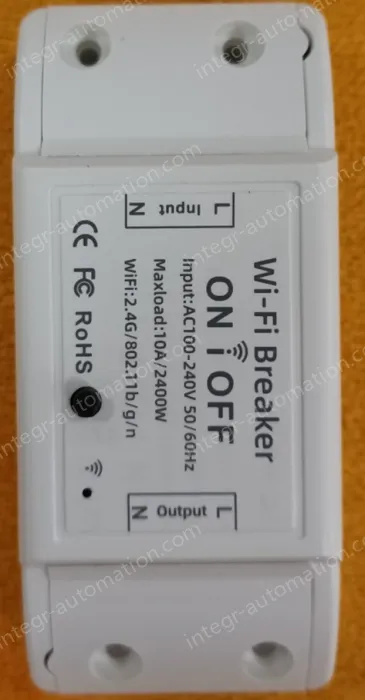 Wi-Fi Breaker
ON i OFF
Input:AC100-240V 50/60Hz
Maxload:10A/2400W
WiFi:2.4G/802.11b/g/n
CE FC RoHS
L
Input
N
L
Output
N
integr-automation.com